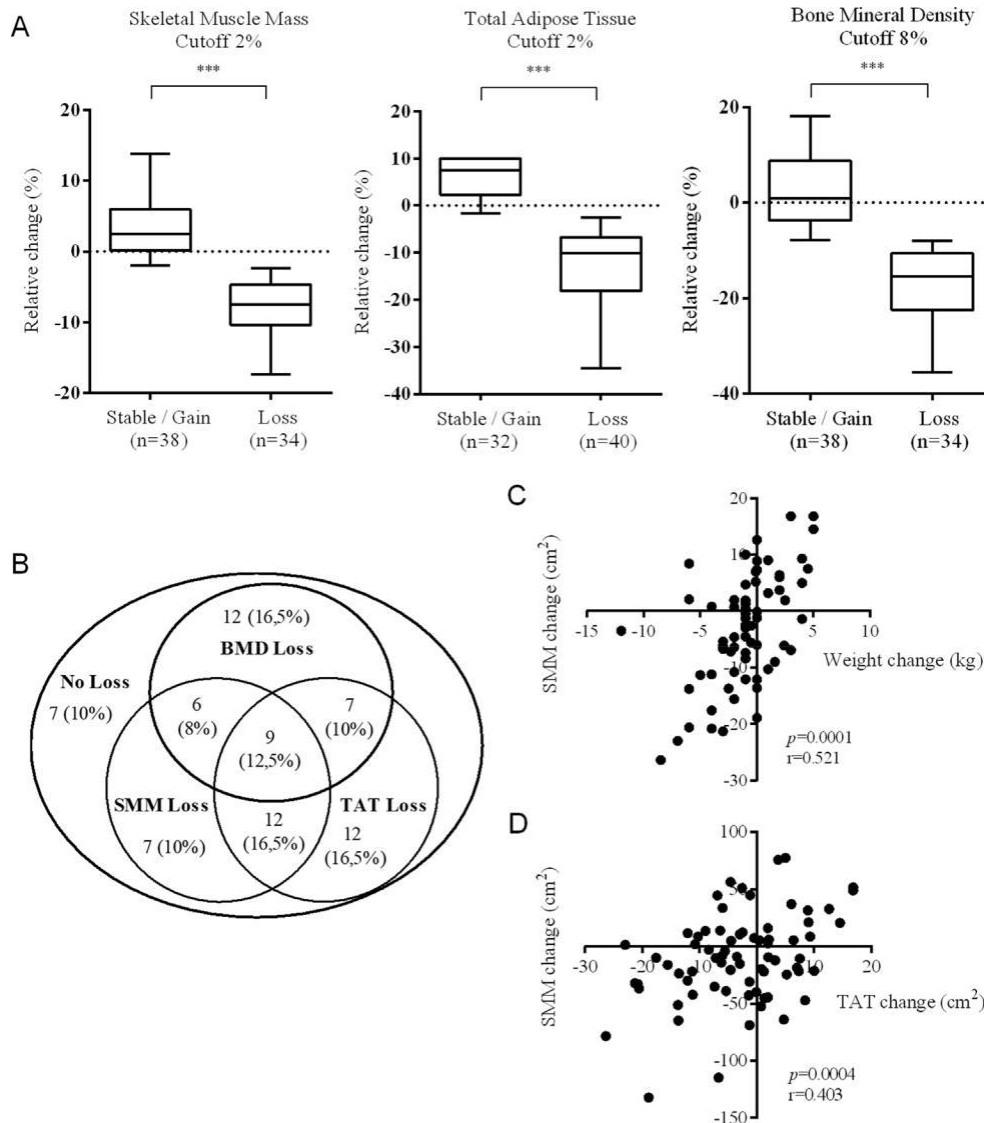 A
Skeletal Muscle Mass
Cutoff 2%
***
Relative change (%)
20
10
0
-10
-20
Stable / Gain
(n=38)
Loss
(n=34)
Total Adipose Tissue
Cutoff 2%
***
Relative change (%)
20
10
0
-10
-20
-30
-40
Stable / Gain
(n=32)
Loss
(n=40)
Bone Mineral Density
Cutoff 8%
***
Relative change (%)
20
0
-20
-40
Stable / Gain
(n=38)
Loss
(n=34)
B
12 (16,5%)
BMD Loss
No Loss
7 (10%)
6
(8%)
7
(10%)
9
(12,5%)
SMM Loss
7 (10%)
TAT Loss
12
(16,5%)
12
(16,5%)
C
SMM change (cm²)
20
10
-15
-10
-5
5
10
-10
-20
-30
Weight change (kg)
p=0.0001
r=0.521
D
SMM change (cm²)
100
50
-30
-20
-10
10
20
-50
-100
-150
TAT change (cm²)
p=0.0004
r=0.403